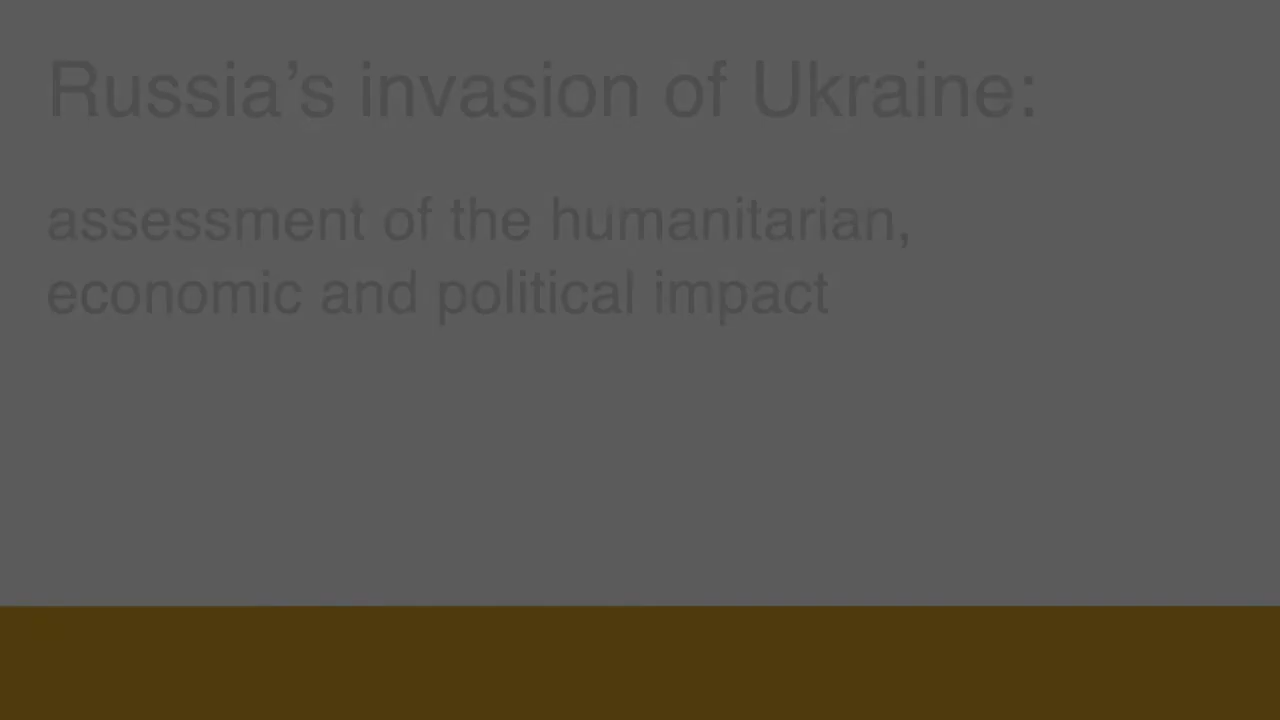 Russia’s invasion of Ukraine:
assessment of the humanitarian,
economic and political impact